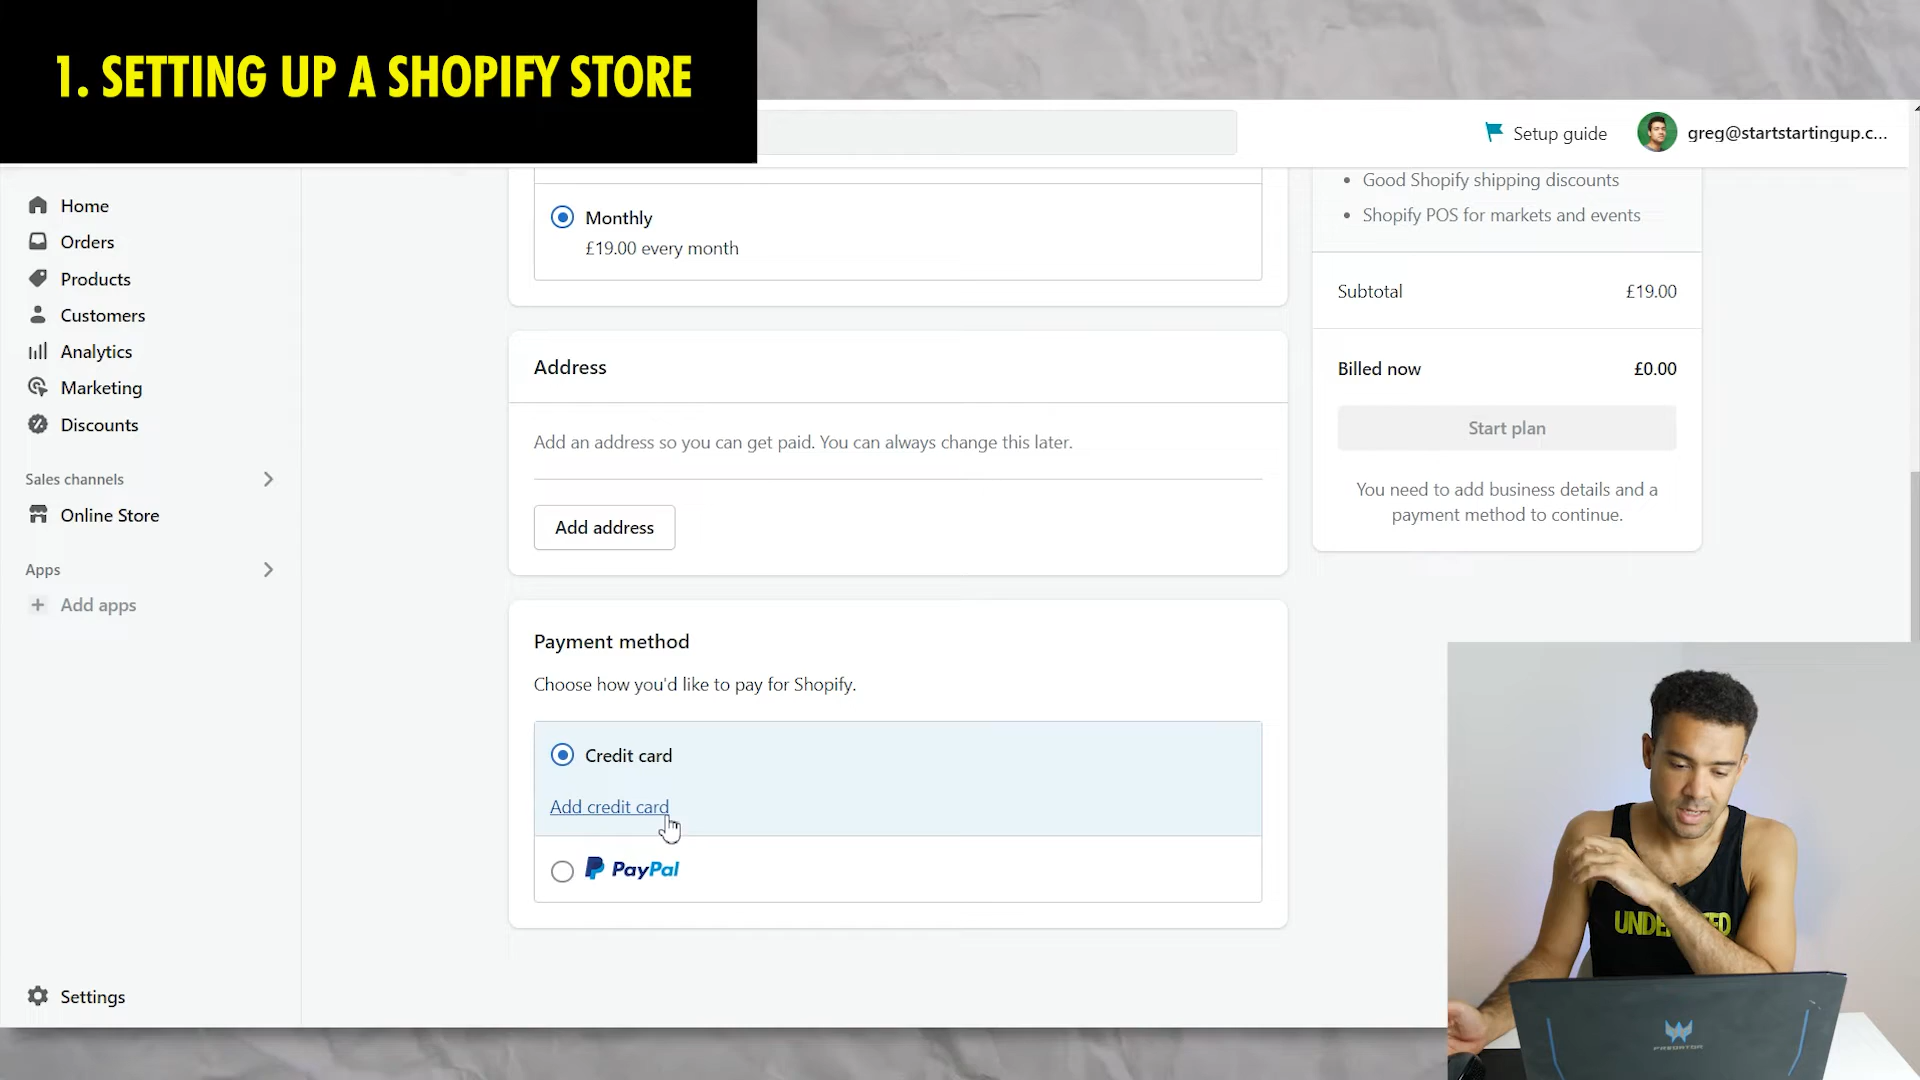 1. SETTING UP A SHOPIFY STORE
Setup guide
greg@startstartingup.c...
Home
Orders
Products
Customers
Analytics
Marketing
Discounts
Sales channels
Online Store
Apps
Add apps
Settings
Monthly
£19.00 every month
Address
Add an address so you can get paid. You can always change this later.
Add address
Payment method
Choose how you'd like to pay for Shopify.
Credit card
Add credit card
PayPal
Good Shopify shipping discounts
Shopify POS for markets and events
Subtotal £19.00
Billed now £0.00
Start plan
You need to add business details and a
payment method to continue.
PREDATOR